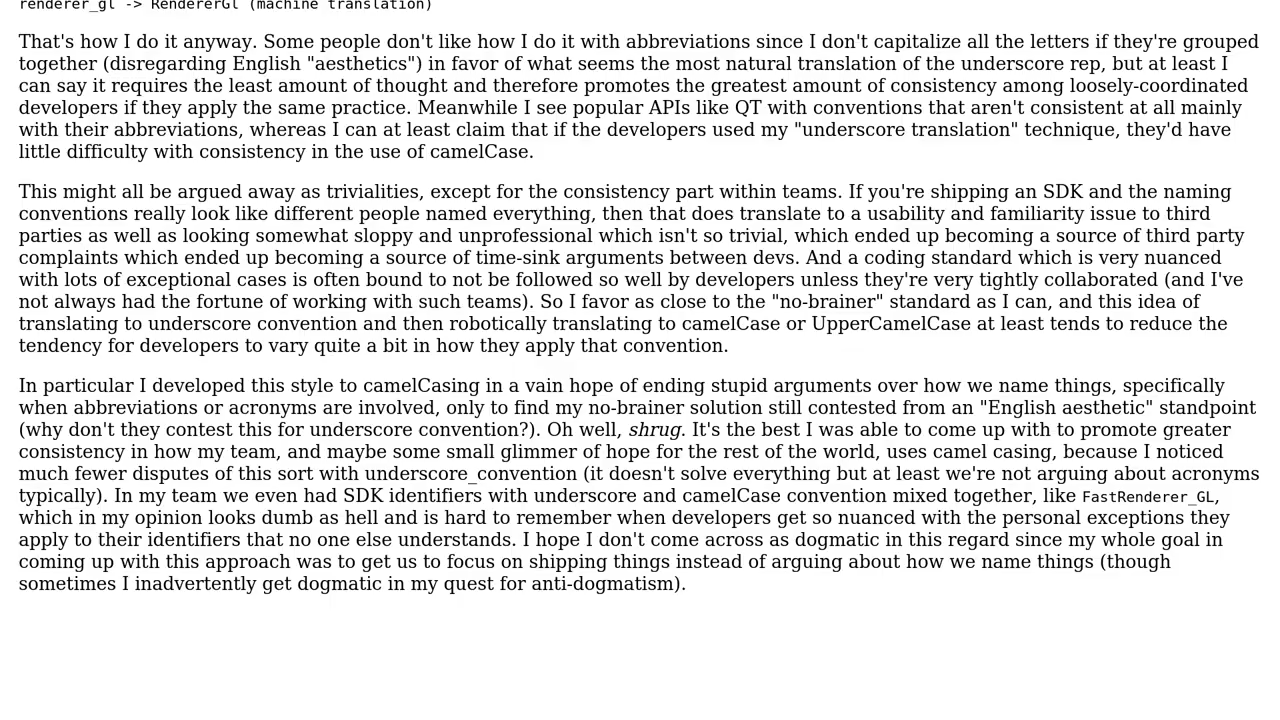 renderer_gl -> RendererGl (machine translation)
That's how I do it anyway. Some people don't like how I do it with abbreviations since I don't capitalize all the letters if they're grouped
together (disregarding English "aesthetics") in favor of what seems the most natural translation of the underscore rep, but at least I
can say it requires the least amount of thought and therefore promotes the greatest amount of consistency among loosely-coordinated
developers if they apply the same practice. Meanwhile I see popular APIs like QT with conventions that aren't consistent at all mainly
with their abbreviations, whereas I can at least claim that if the developers used my "underscore translation" technique, they'd have
little difficulty with consistency in the use of camelCase.
This might all be argued away as trivialities, except for the consistency part within teams. If you're shipping an SDK and the naming
conventions really look like different people named everything, then that does translate to a usability and familiarity issue to third
parties as well as looking somewhat sloppy and unprofessional which isn't so trivial, which ended up becoming a source of third party
complaints which ended up becoming a source of time-sink arguments between devs. And a coding standard which is very nuanced
with lots of exceptional cases is often bound to not be followed so well by developers unless they're very tightly collaborated (and I've
not always had the fortune of working with such teams). So I favor as close to the "no-brainer" standard as I can, and this idea of
translating to underscore convention and then robotically translating to camelCase or UpperCamelCase at least tends to reduce the
tendency for developers to vary quite a bit in how they apply that convention.
In particular I developed this style to camelCasing in a vain hope of ending stupid arguments over how we name things, specifically
when abbreviations or acronyms are involved, only to find my no-brainer solution still contested from an "English aesthetic" standpoint
(why don't they contest this for underscore convention?). Oh well, shrug. It's the best I was able to come up with to promote greater
consistency in how my team, and maybe some small glimmer of hope for the rest of the world, uses camel casing, because I noticed
much fewer disputes of this sort with underscore_convention (it doesn't solve everything but at least we're not arguing about acronyms
typically). In my team we even had SDK identifiers with underscore and camelCase convention mixed together, like FastRenderer_GL,
which in my opinion looks dumb as hell and is hard to remember when developers get so nuanced with the personal exceptions they
apply to their identifiers that no one else understands. I hope I don't come across as dogmatic in this regard since my whole goal in
coming up with this approach was to get us to focus on shipping things instead of arguing about how we name things (though
sometimes I inadvertently get dogmatic in my quest for anti-dogmatism).